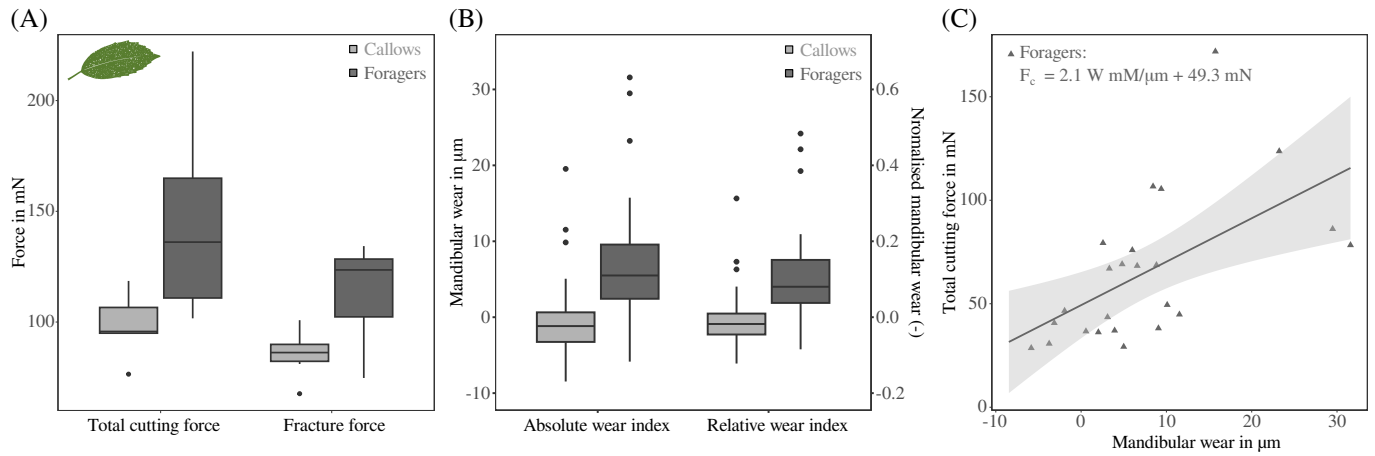 (A)
Force in mN
200
150
100
Callows
Foragers
Total cutting force
Fracture force
(B)
Mandibular wear in μm
30
20
10
0
-10
Callows
Foragers
0.6
0.4
0.2
0.0
-0.2
Nromalised mandibular wear (-)
Absolute wear index
Relative wear index
(C)
Total cutting force in mN
150
100
50
0
Foragers:
F_c = 2.1 W mM/μm + 49.3 mN
-10
0
10
20
30
Mandibular wear in μm